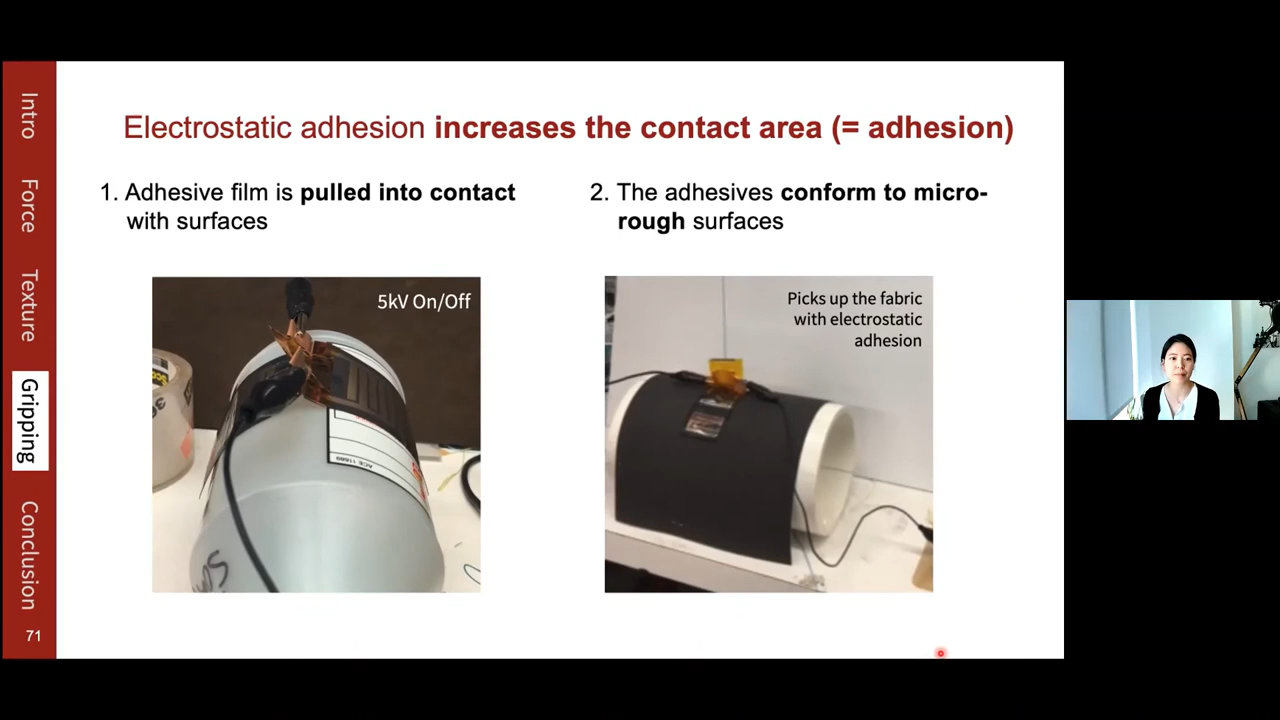 Intro
Force
Texture
Gripping
Conclusion
71
Electrostatic adhesion increases the contact area (= adhesion)
1. Adhesive film is pulled into contact
with surfaces
2. The adhesives conform to micro-
rough surfaces
5kV On/Off
ACE 11689
Picks up the fabric
with electrostatic
adhesion